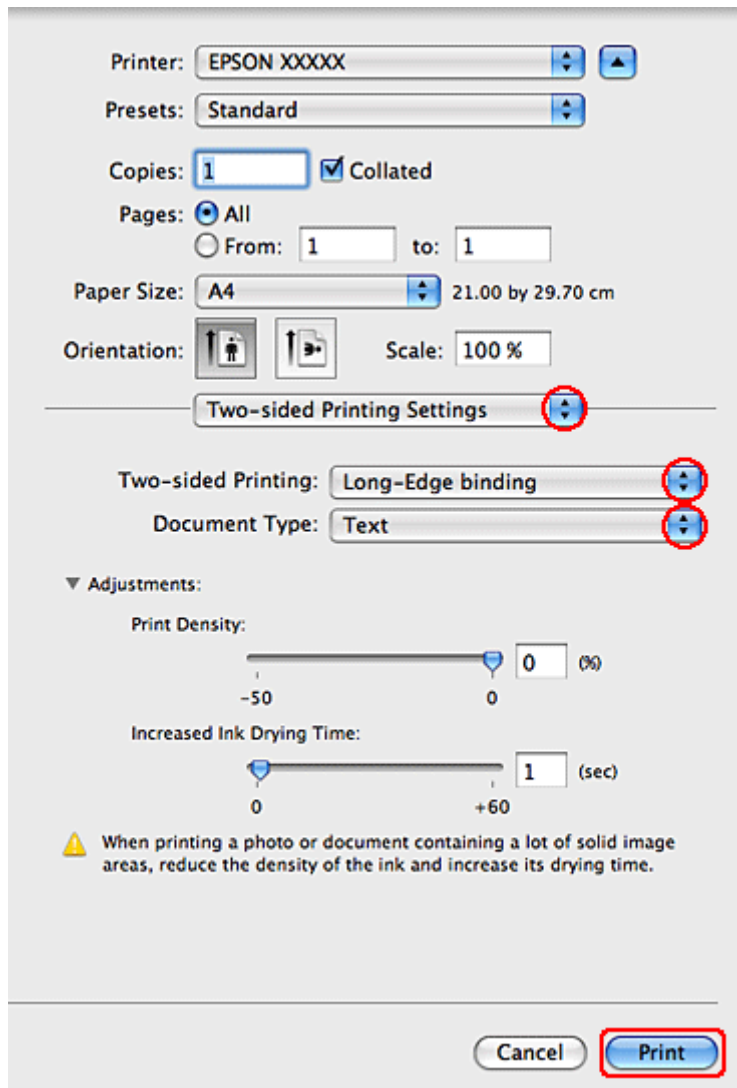 Printer: EPSON XXXXX
Presets: Standard
Copies: 1 Collated
Pages: All
From: 1 to: 1
Paper Size: A4 21.00 by 29.70 cm
Orientation: Scale: 100 %
Two-sided Printing Settings
Two-sided Printing: Long-Edge binding
Document Type: Text
Adjustments:
Print Density:
0 (%)
-50 0
Increased Ink Drying Time:
1 (sec)
0 +60
When printing a photo or document containing a lot of solid image
areas, reduce the density of the ink and increase its drying time.
Cancel Print